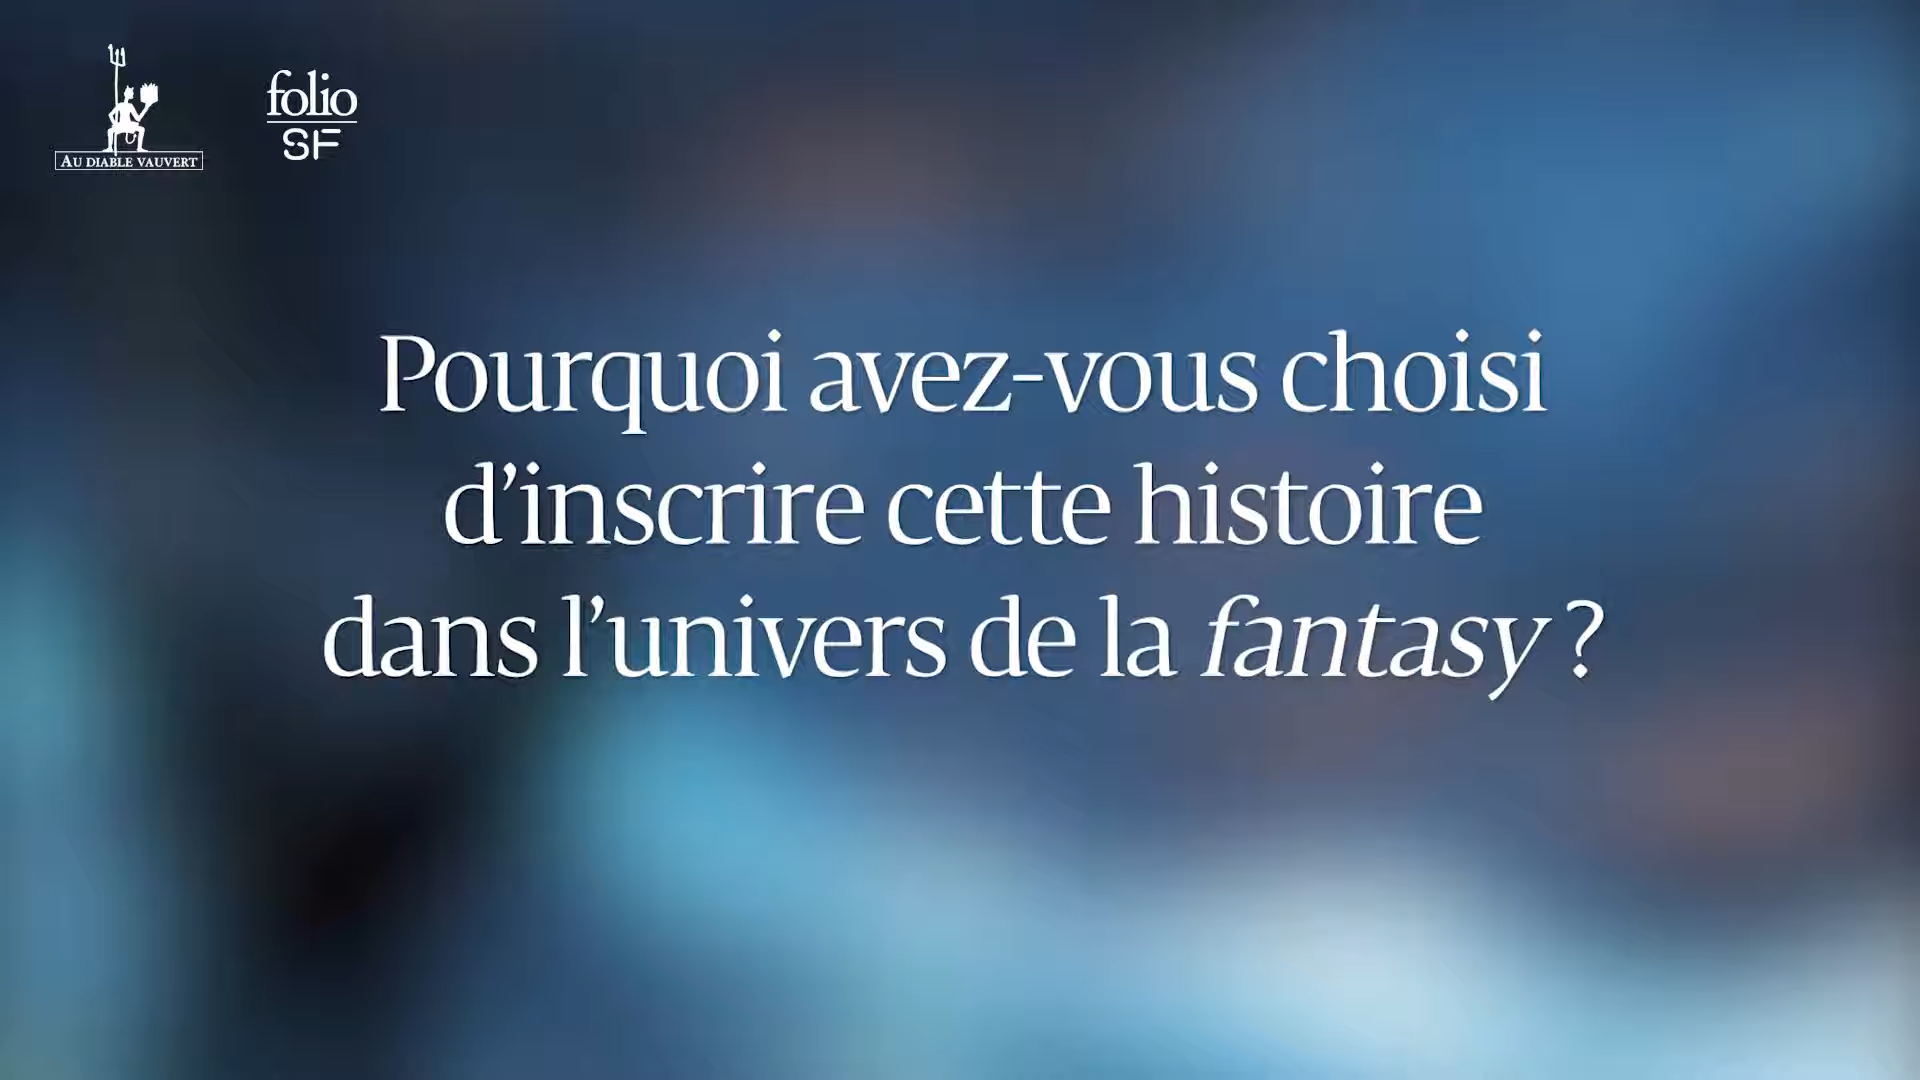 AU DIABLE VAUVERT
folio
SF
Pourquoi avez-vous choisi
d’inscrire cette histoire
dans l’univers de la fantasy ?